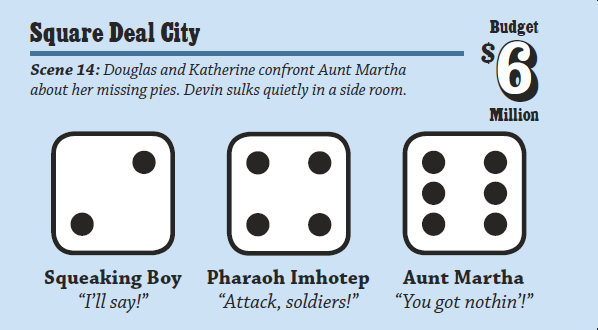 Square Deal City
Budget
$6
Million
Scene 14: Douglas and Katherine confront Aunt Martha
about her missing pies. Devin sulks quietly in a side room.
Squeaking Boy
“I’ll say!”
Pharaoh Imhotep
“Attack, soldiers!”
Aunt Martha
“You got nothin’!”